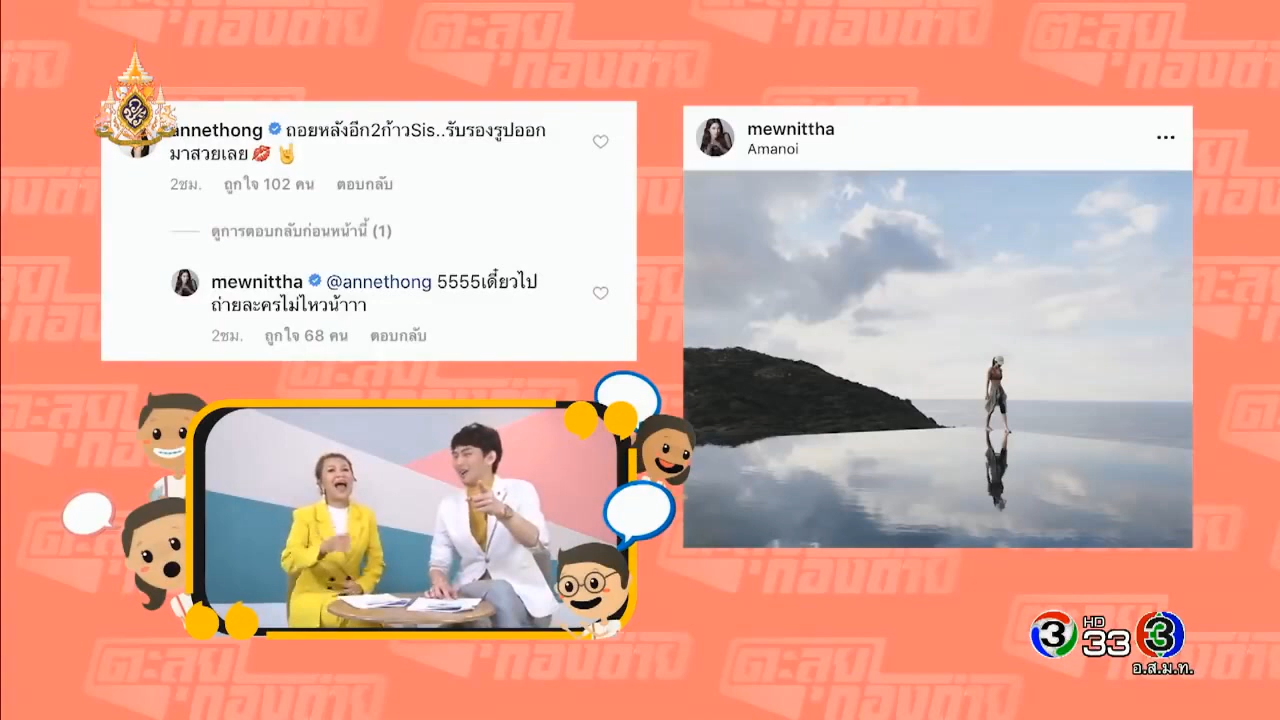 annethong ถอยหลังอีก2ก้าวSis..รับรองรูปออก
มาสวยเลย💋🤘
2ชม. ถูกใจ 102 คน ตอบกลับ
ดูการตอบกลับก่อนหน้านี้ (1)
mewnittha @annethong 5555เดี๋ยวไป
ถ่ายละครไม่ไหวน้าาา
2ชม. ถูกใจ 68 คน ตอบกลับ
mewnittha
Amanoi
ตะลุย
กองถ่าย
3 HD 33 3
อ.ส.ม.ท.